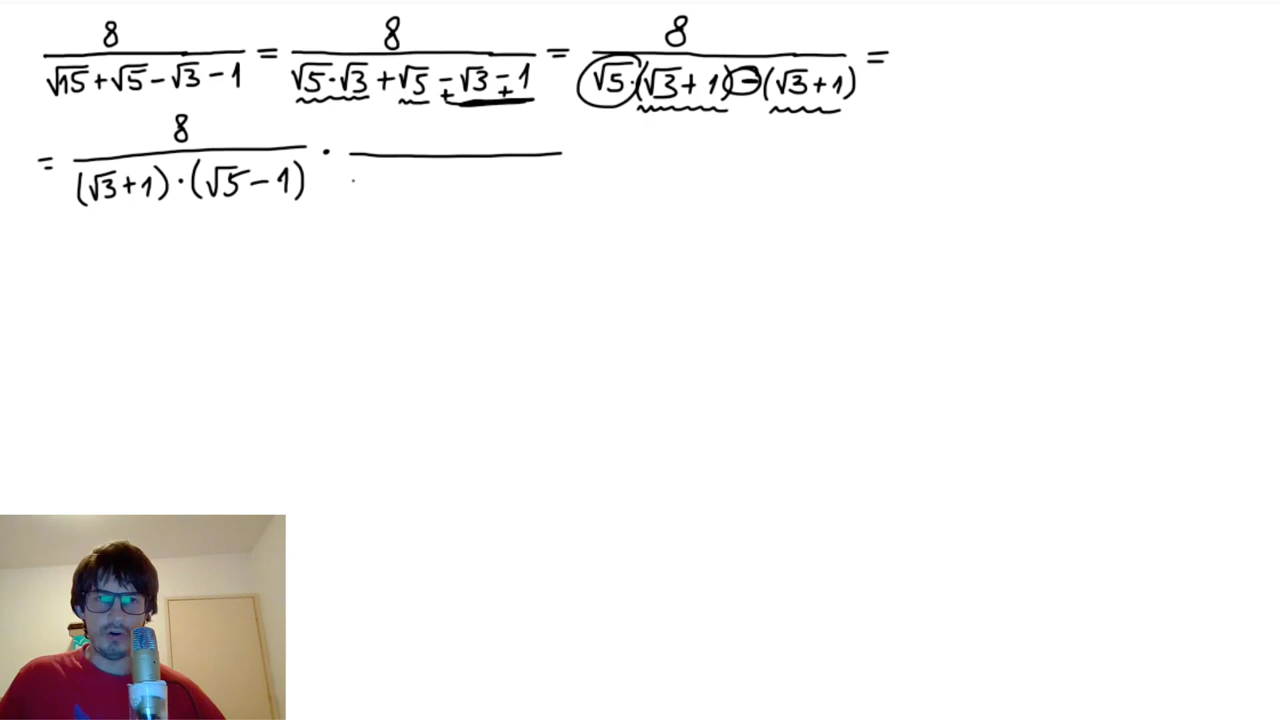 8/(√15 + √5 − √3 − 1) = 8/(√5·√3 + √5 − √3 − 1) = 8/(√5·(√3 + 1) − (√3 + 1)) =
= 8/((√3 + 1)·(√5 − 1)) ·